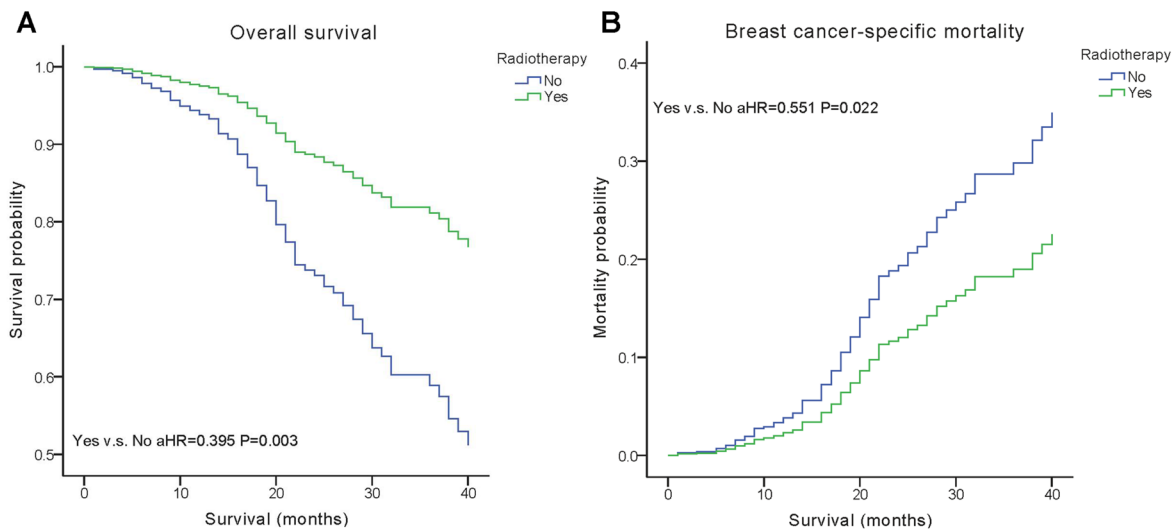 A
Overall survival
Radiotherapy
No
Yes
1.0
0.9
0.8
0.7
0.6
0.5
Survival probability
Yes v.s. No aHR=0.395 P=0.003
0 10 20 30 40
Survival (months)
B
Breast cancer-specific mortality
Radiotherapy
No
Yes
Yes v.s. No aHR=0.551 P=0.022
0.4
0.3
0.2
0.1
0.0
Mortality probability
0 10 20 30 40
Survival (months)